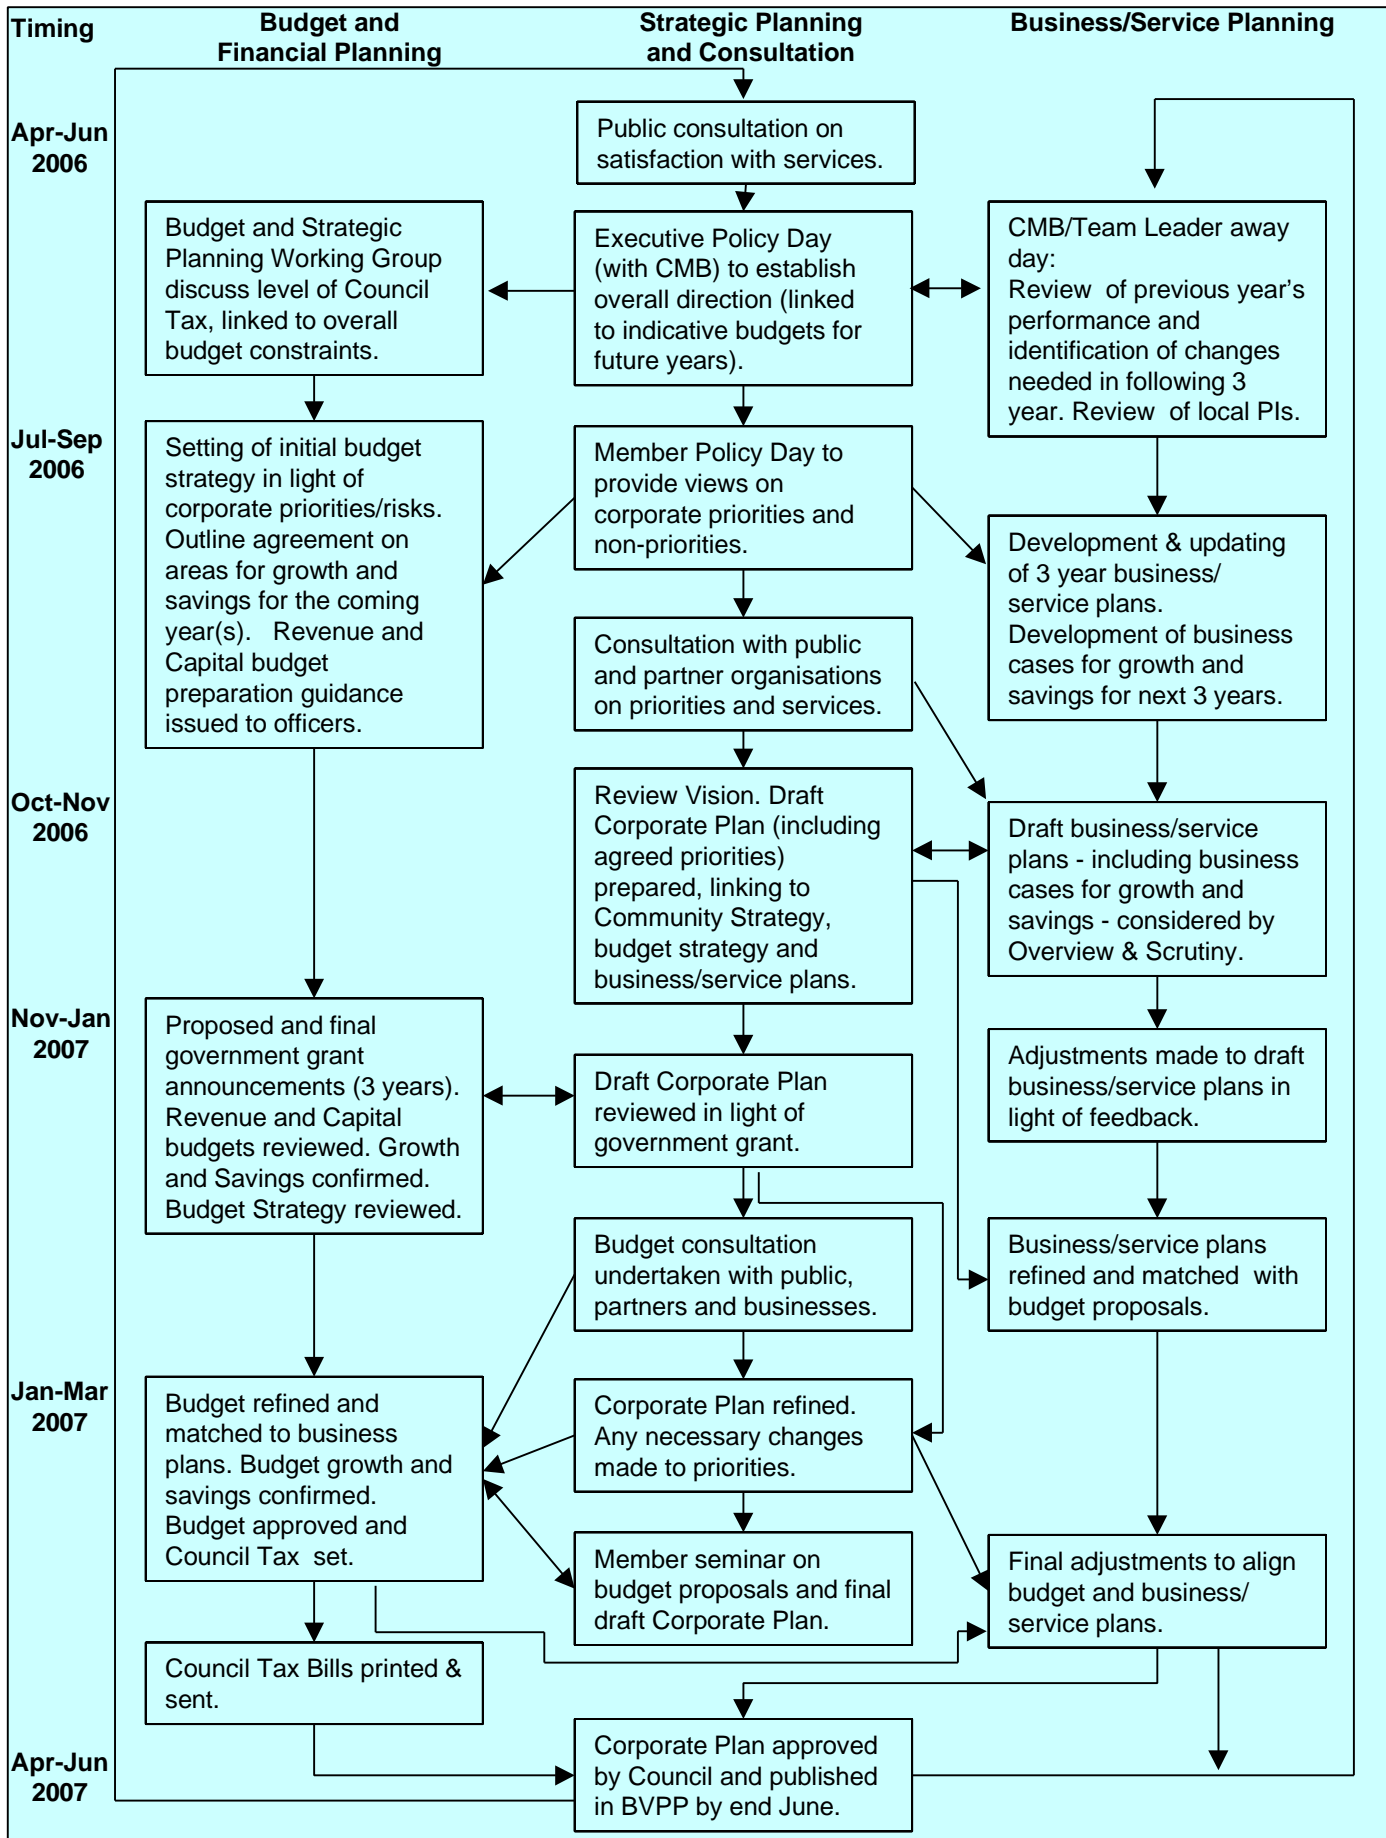 Timing
Budget and
Financial Planning
Strategic Planning
and Consultation
Business/Service Planning
Apr-Jun
2006
Public consultation on
satisfaction with services.
Budget and Strategic
Planning Working Group
discuss level of Council
Tax, linked to overall
budget constraints.
Executive Policy Day
(with CMB) to establish
overall direction (linked
to indicative budgets for
future years).
CMB/Team Leader away
day:
Review of previous year's
performance and
identification of changes
needed in following 3
year. Review of local PIs.
Jul-Sep
2006
Setting of initial budget
strategy in light of
corporate priorities/risks.
Outline agreement on
areas for growth and
savings for the coming
year(s). Revenue and
Capital budget
preparation guidance
issued to officers.
Member Policy Day to
provide views on
corporate priorities and
non-priorities.
Development & updating
of 3 year business/
service plans.
Development of business
cases for growth and
savings for next 3 years.
Consultation with public
and partner organisations
on priorities and services.
Oct-Nov
2006
Review Vision. Draft
Corporate Plan (including
agreed priorities)
prepared, linking to
Community Strategy,
budget strategy and
business/service plans.
Draft business/service
plans - including business
cases for growth and
savings - considered by
Overview & Scrutiny.
Nov-Jan
2007
Proposed and final
government grant
announcements (3 years).
Revenue and Capital
budgets reviewed. Growth
and Savings confirmed.
Budget Strategy reviewed.
Draft Corporate Plan
reviewed in light of
government grant.
Adjustments made to draft
business/service plans in
light of feedback.
Budget consultation
undertaken with public,
partners and businesses.
Business/service plans
refined and matched with
budget proposals.
Jan-Mar
2007
Budget refined and
matched to business
plans. Budget growth and
savings confirmed.
Budget approved and
Council Tax set.
Corporate Plan refined.
Any necessary changes
made to priorities.
Member seminar on
budget proposals and final
draft Corporate Plan.
Final adjustments to align
budget and business/
service plans.
Council Tax Bills printed &
sent.
Apr-Jun
2007
Corporate Plan approved
by Council and published
in BVPP by end June.